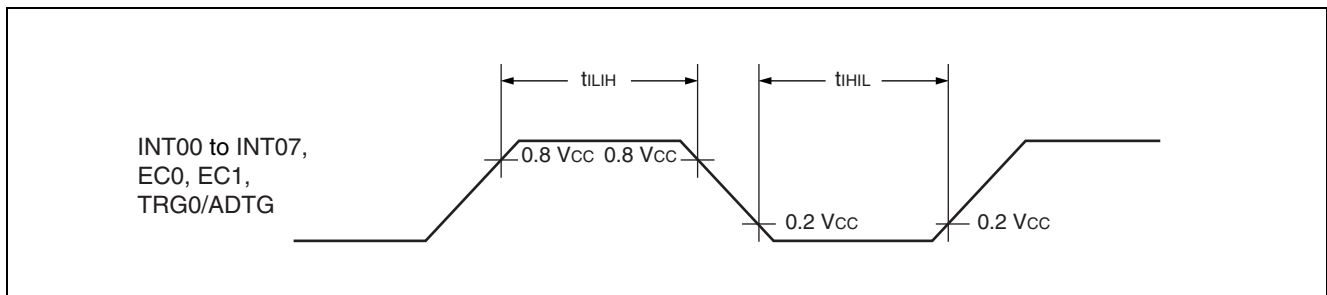 tILIH
tIHIL
INT00 to INT07,
EC0, EC1,
TRG0/ADTG
0.8 VCC 0.8 VCC
0.2 VCC 0.2 VCC